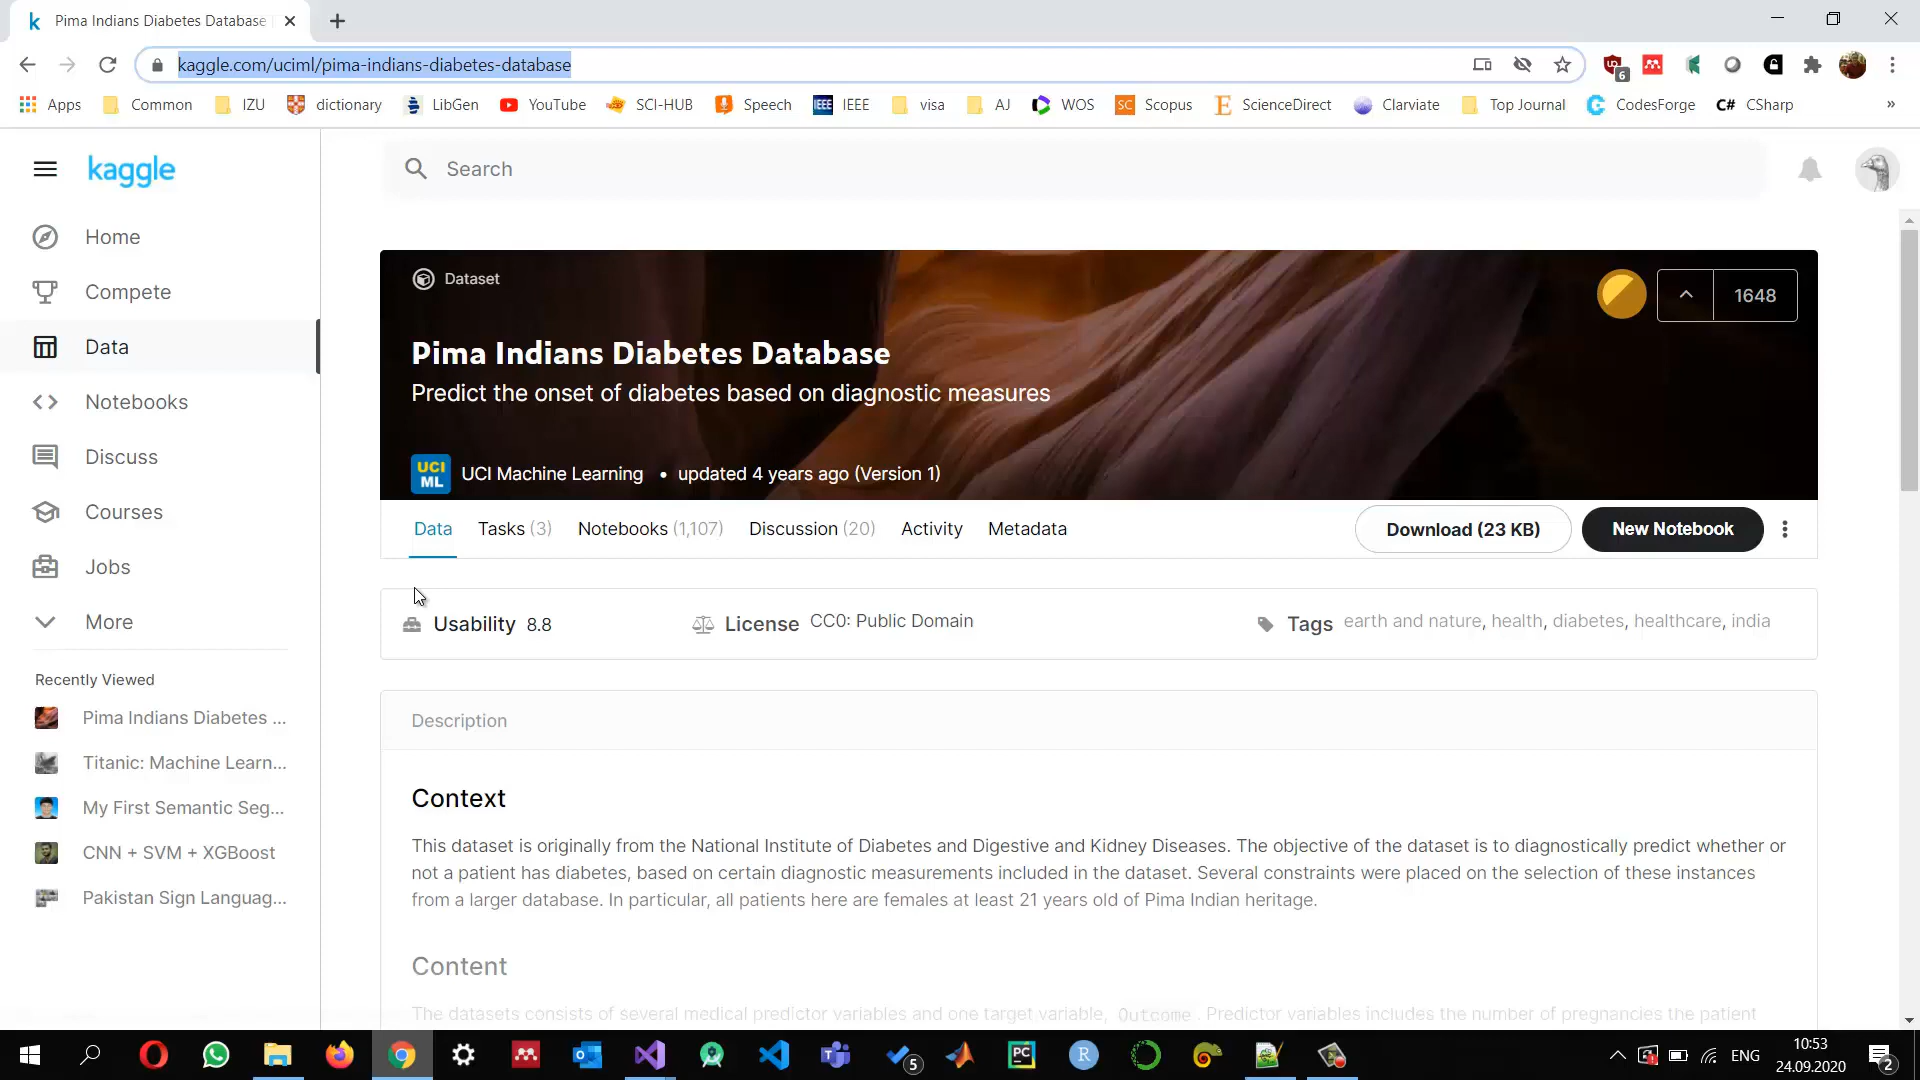 Pima Indians Diabetes Database
kaggle.com/uciml/pima-indians-diabetes-database
6
Apps
Common
IZU
dictionary
LibGen
YouTube
SCI-HUB
Speech
IEEE
IEEE
visa
AJ
WOS
SC
Scopus
E
ScienceDirect
Clarviate
Top Journal
CodesForge
C#
CSharp
»
kaggle
Search
Home
Compete
Data
Notebooks
Discuss
Courses
Jobs
More
Recently Viewed
Pima Indians Diabetes ...
Titanic: Machine Learn...
My First Semantic Seg...
CNN + SVM + XGBoost
Pakistan Sign Languag...
Dataset
1648
Pima Indians Diabetes Database
Predict the onset of diabetes based on diagnostic measures
UCI
ML
UCI Machine Learning • updated 4 years ago (Version 1)
Data Tasks (3) Notebooks (1,107) Discussion (20) Activity Metadata
Download (23 KB)
New Notebook
Usability 8.8
License CC0: Public Domain
Tags earth and nature, health, diabetes, healthcare, india
Description
Context
This dataset is originally from the National Institute of Diabetes and Digestive and Kidney Diseases. The objective of the dataset is to diagnostically predict whether or
not a patient has diabetes, based on certain diagnostic measurements included in the dataset. Several constraints were placed on the selection of these instances
from a larger database. In particular, all patients here are females at least 21 years old of Pima Indian heritage.
Content
The datasets consists of several medical predictor variables and one target variable, Outcome. Predictor variables includes the number of pregnancies the patient
5
PC
R
ENG
10:53
24.09.2020
2